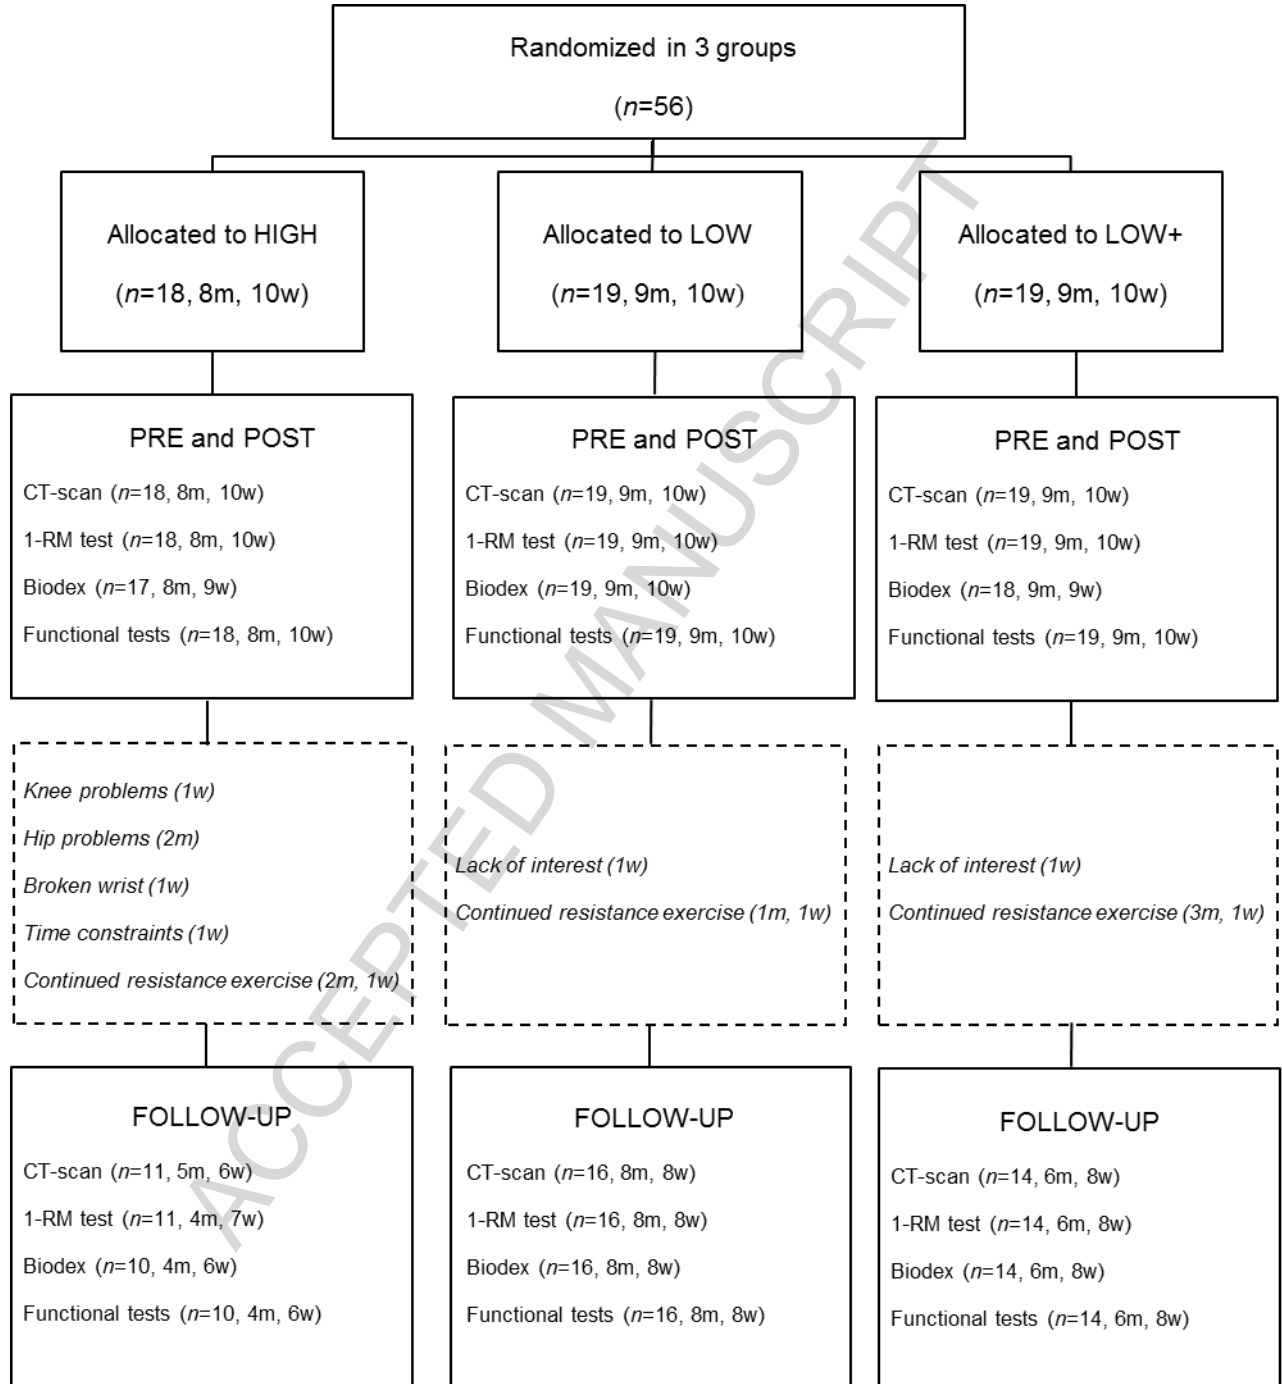 Randomized in 3 groups
(n=56)
Allocated to HIGH
(n=18, 8m, 10w)
Allocated to LOW
(n=19, 9m, 10w)
Allocated to LOW+
(n=19, 9m, 10w)
PRE and POST
CT-scan (n=18, 8m, 10w)
1-RM test (n=18, 8m, 10w)
Biodex (n=17, 8m, 9w)
Functional tests (n=18, 8m, 10w)
PRE and POST
CT-scan (n=19, 9m, 10w)
1-RM test (n=19, 9m, 10w)
Biodex (n=19, 9m, 10w)
Functional tests (n=19, 9m, 10w)
PRE and POST
CT-scan (n=19, 9m, 10w)
1-RM test (n=19, 9m, 10w)
Biodex (n=18, 9m, 9w)
Functional tests (n=19, 9m, 10w)
Knee problems (1w)
Hip problems (2m)
Broken wrist (1w)
Time constraints (1w)
Continued resistance exercise (2m, 1w)
Lack of interest (1w)
Continued resistance exercise (1m, 1w)
Lack of interest (1w)
Continued resistance exercise (3m, 1w)
FOLLOW-UP
CT-scan (n=11, 5m, 6w)
1-RM test (n=11, 4m, 7w)
Biodex (n=10, 4m, 6w)
Functional tests (n=10, 4m, 6w)
FOLLOW-UP
CT-scan (n=16, 8m, 8w)
1-RM test (n=16, 8m, 8w)
Biodex (n=16, 8m, 8w)
Functional tests (n=16, 8m, 8w)
FOLLOW-UP
CT-scan (n=14, 6m, 8w)
1-RM test (n=14, 6m, 8w)
Biodex (n=14, 6m, 8w)
Functional tests (n=14, 6m, 8w)
ACCEPTED MANUSCRIPT